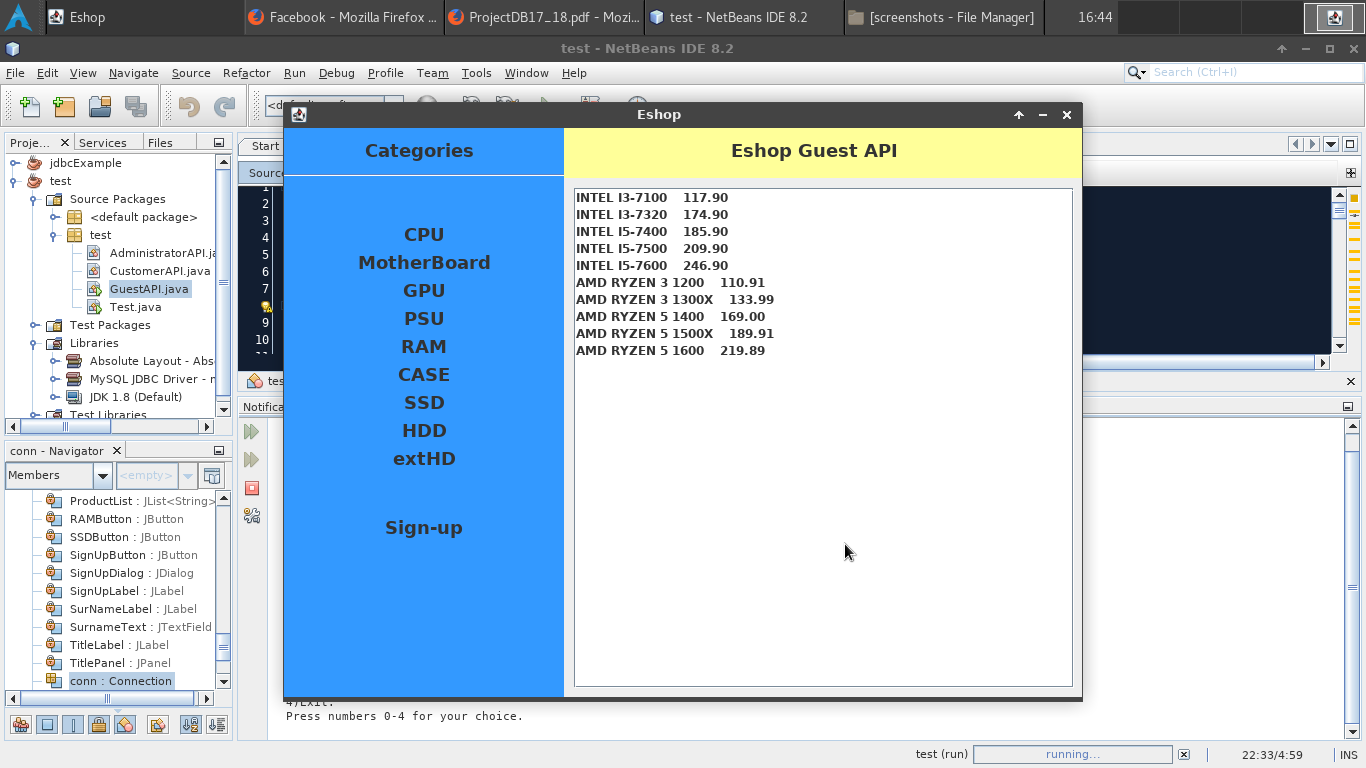 Eshop
Facebook - Mozilla Firefox ...
ProjectDB17_18.pdf - Mozi...
test - NetBeans IDE 8.2
[screenshots - File Manager]
16:44
test - NetBeans IDE 8.2
File Edit View Navigate Source Refactor Run Debug Profile Team Tools Window Help
Search (Ctrl+I)
Proje...
Services
Files
jdbcExample
test
Source Packages
<default package>
test
AdministratorAPI.ja
CustomerAPI.java
GuestAPI.java
Test.java
Test Packages
Libraries
Absolute Layout - Abs
MySQL JDBC Driver - m
JDK 1.8 (Default)
Test Libraries
conn - Navigator
Members
<empty>
ProductList : JList<String>
RAMButton : JButton
SSDButton : JButton
SignUpButton : JButton
SignUpDialog : JDialog
SignUpLabel : JLabel
SurNameLabel : JLabel
SurnameText : JTextField
TitleLabel : JLabel
TitlePanel : JPanel
conn : Connection
Start
Source
1
2
3
4
5
6
7
9
10
11
tes
Notifica
Eshop
Categories
CPU
MotherBoard
GPU
PSU
RAM
CASE
SSD
HDD
extHD
Sign-up
Eshop Guest API
INTEL I3-7100 117.90
INTEL I3-7320 174.90
INTEL I5-7400 185.90
INTEL I5-7500 209.90
INTEL I5-7600 246.90
AMD RYZEN 3 1200 110.91
AMD RYZEN 3 1300X 133.99
AMD RYZEN 5 1400 169.00
AMD RYZEN 5 1500X 189.91
AMD RYZEN 5 1600 219.89
4)Exit.
Press numbers 0-4 for your choice.
test (run)
running...
22:33/4:59
INS